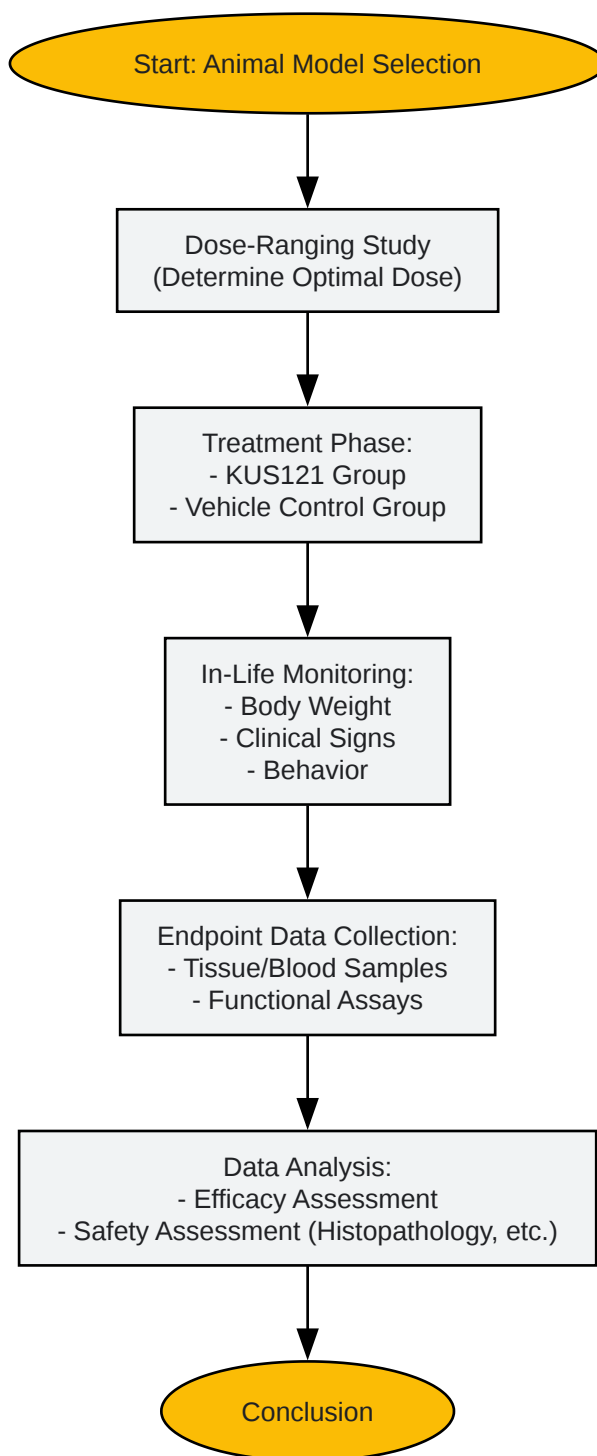 Start: Animal Model Selection
Dose-Ranging Study
(Determine Optimal Dose)
Treatment Phase:
- KUS121 Group
- Vehicle Control Group
In-Life Monitoring:
- Body Weight
- Clinical Signs
- Behavior
Endpoint Data Collection:
- Tissue/Blood Samples
- Functional Assays
Data Analysis:
- Efficacy Assessment
- Safety Assessment (Histopathology, etc.)
Conclusion